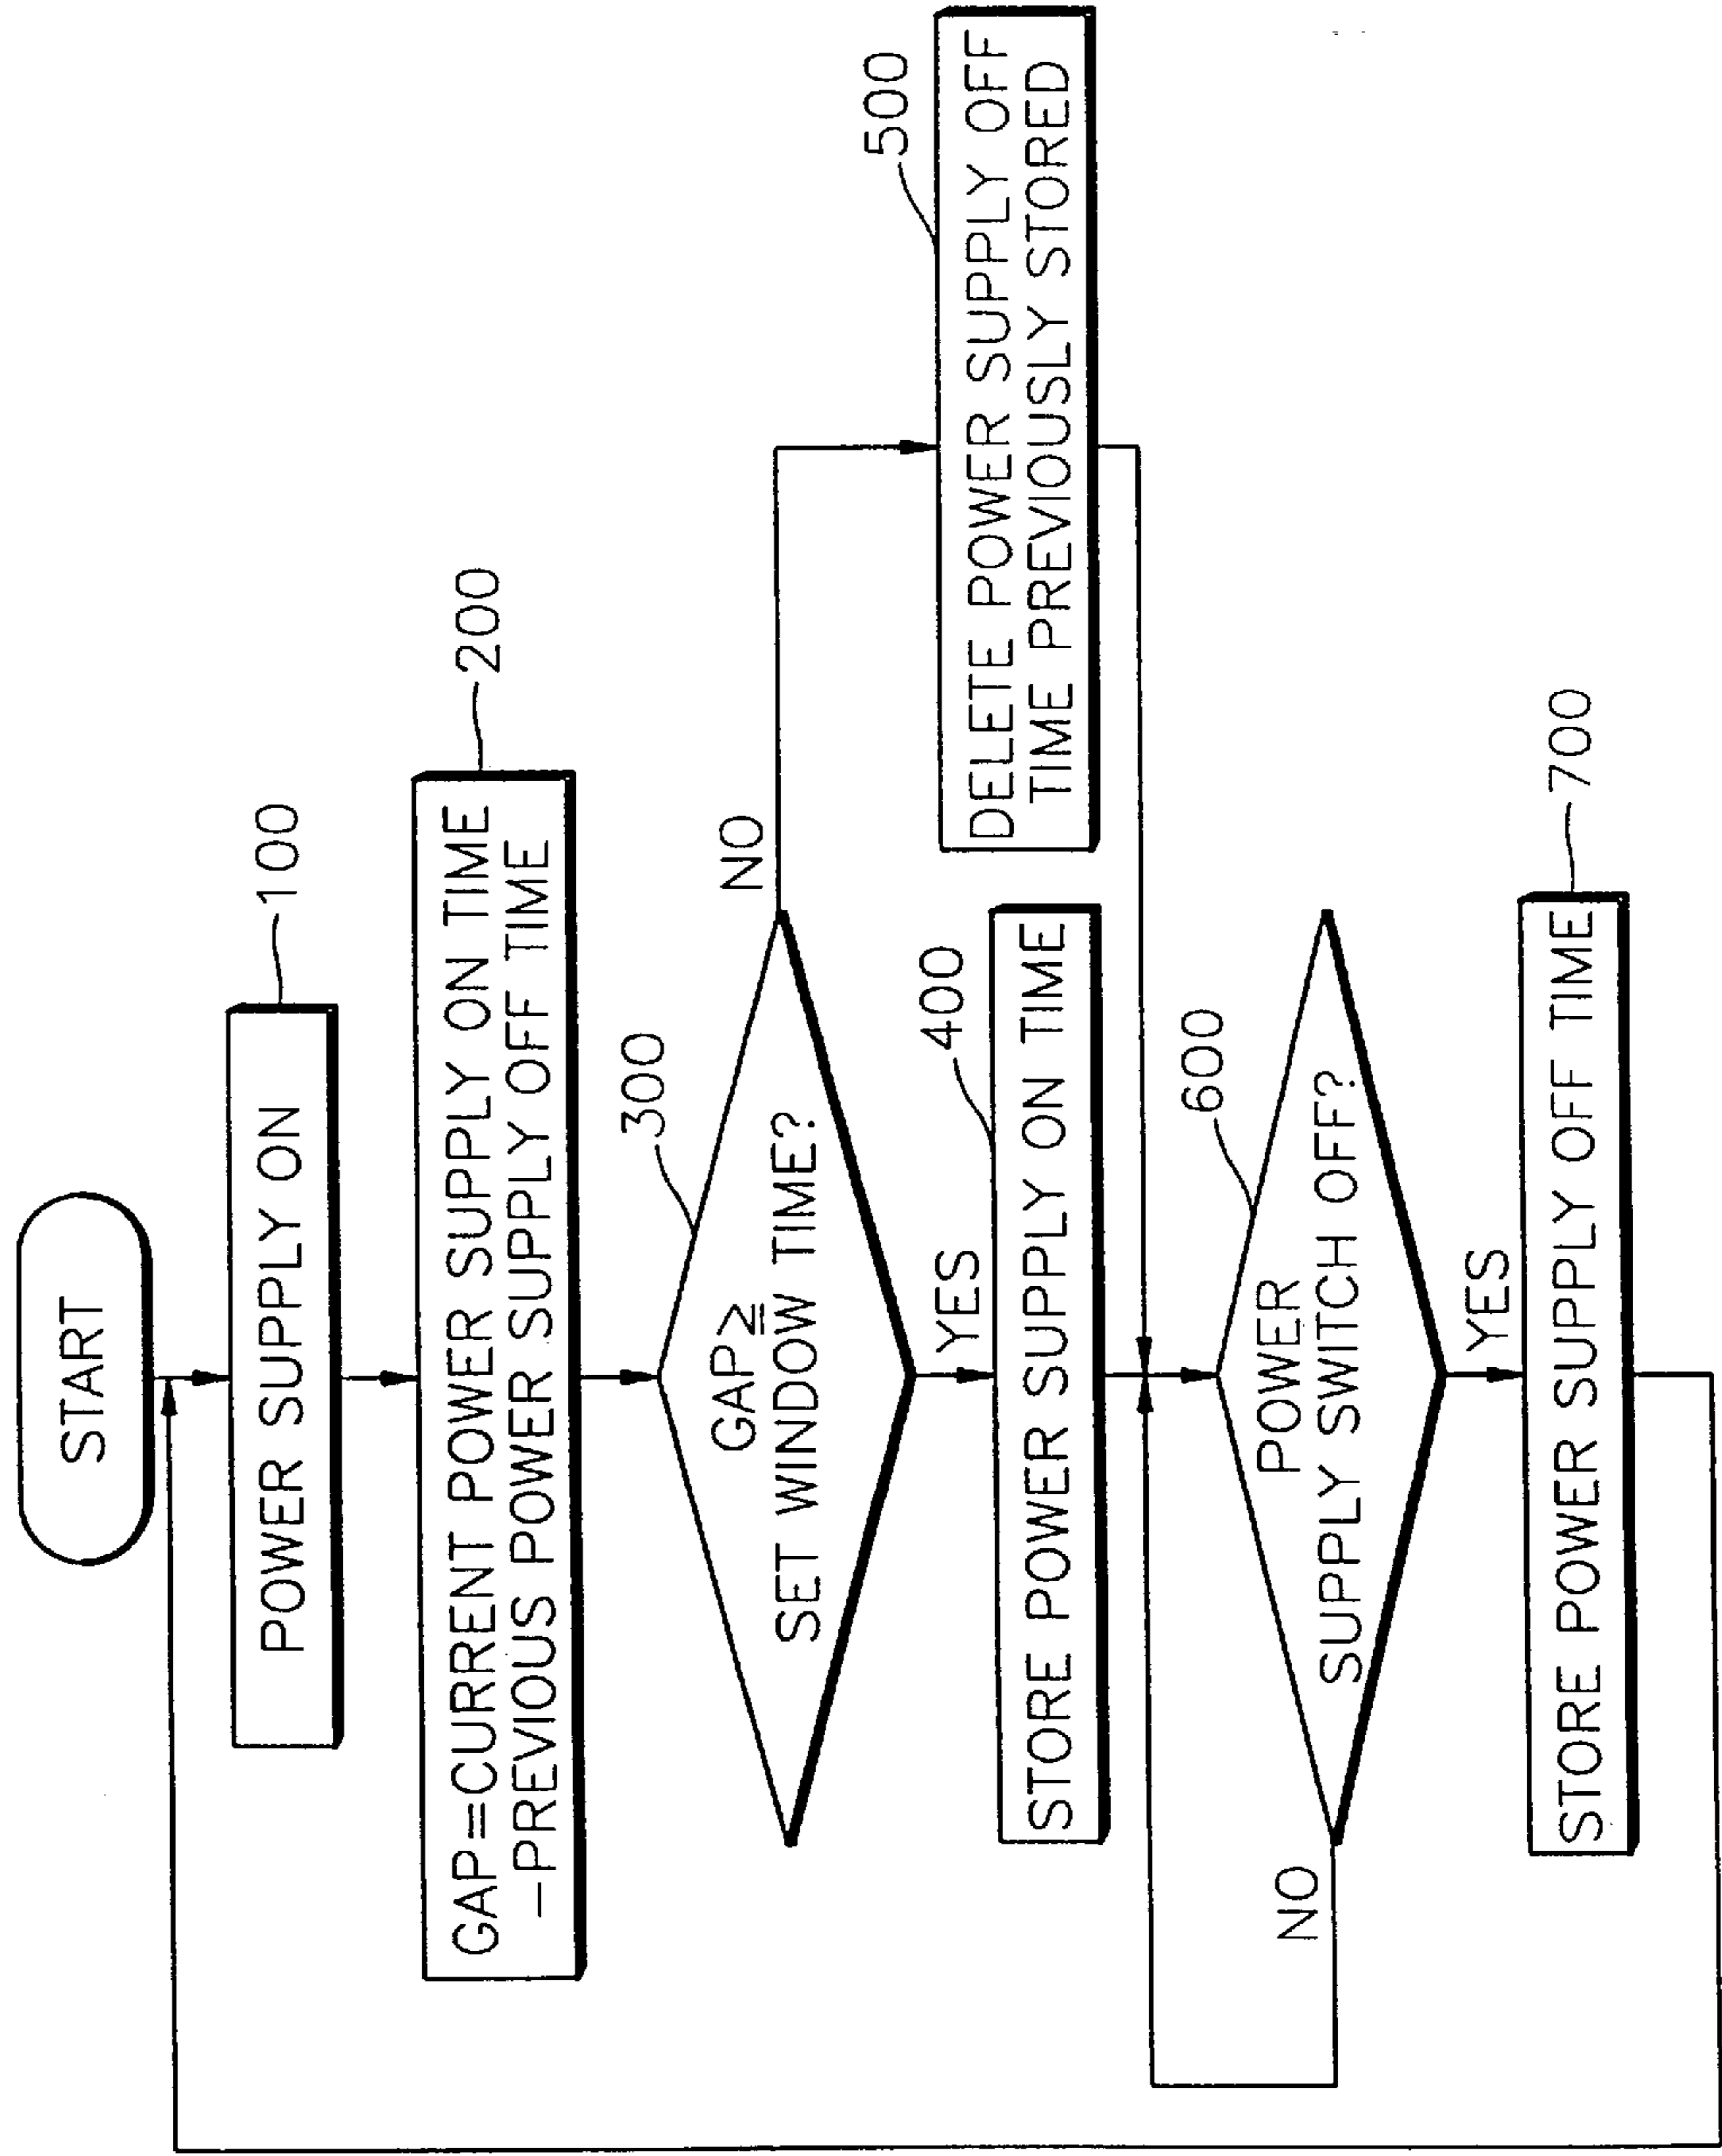 START
POWER SUPPLY ON
100
GAP=CURRENT POWER SUPPLY ON TIME
−PREVIOUS POWER SUPPLY OFF TIME
200
300
GAP≧
SET WINDOW TIME?
NO
YES
400
STORE POWER SUPPLY ON TIME
500
DELETE POWER SUPPLY OFF
TIME PREVIOUSLY STORED
600
POWER
SUPPLY SWITCH OFF?
NO
YES
STORE POWER SUPPLY OFF TIME
700